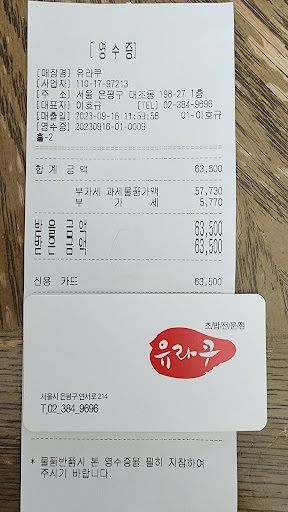 [영수증]
[매장명] 유라쿠
[사업자] 110-17-97213
[주 소] 서울 은평구 대조동 198-27 1층
[대표자] 이호규 [TEL] 02-384-9696
[매출일] 2023-09-16 11:59:56 01-이호규
[영수증] 20230916-01-0009
홀-2
합 계 금 액 63,500
부가세 과세물품가액 57,730
부 가 세 5,770
받을금액 63,500
받은금액 63,500
신용 카드 63,500
초/밥/전/문/점
유라쿠
서울시 은평구 연서로 214
T.02_384_9696
* 물품반품시 본 영수증을 필히 지참하여
주시기 바랍니다.